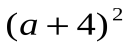 (a + 4)²